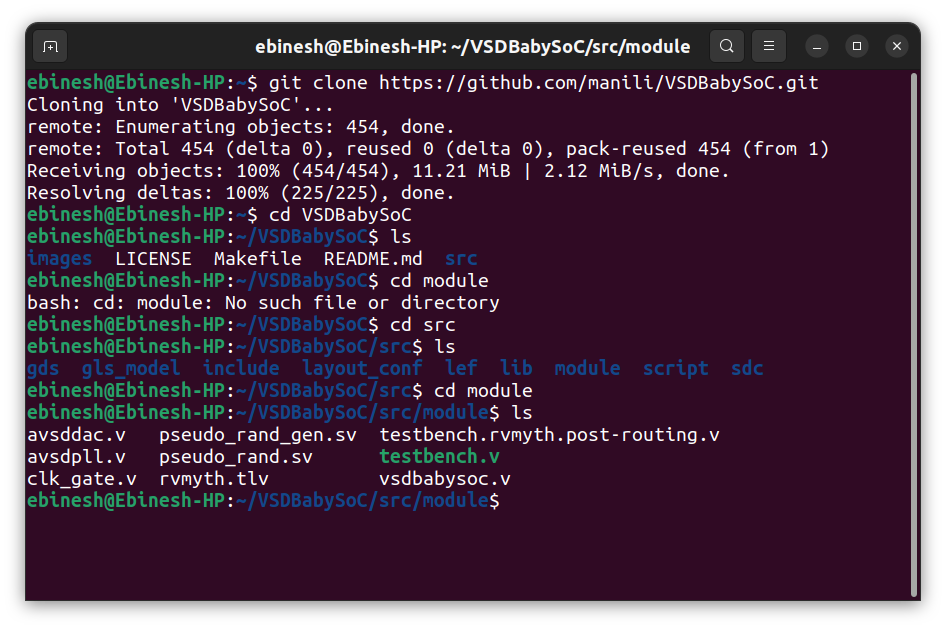 ebinesh@Ebinesh-HP: ~/VSDBabySoC/src/module
ebinesh@Ebinesh-HP:~$ git clone https://github.com/manili/VSDBabySoC.git
Cloning into 'VSDBabySoC'...
remote: Enumerating objects: 454, done.
remote: Total 454 (delta 0), reused 0 (delta 0), pack-reused 454 (from 1)
Receiving objects: 100% (454/454), 11.21 MiB | 2.12 MiB/s, done.
Resolving deltas: 100% (225/225), done.
ebinesh@Ebinesh-HP:~$ cd VSDBabySoC
ebinesh@Ebinesh-HP:~/VSDBabySoC$ ls
images  LICENSE  Makefile  README.md  src
ebinesh@Ebinesh-HP:~/VSDBabySoC$ cd module
bash: cd: module: No such file or directory
ebinesh@Ebinesh-HP:~/VSDBabySoC$ cd src
ebinesh@Ebinesh-HP:~/VSDBabySoC/src$ ls
gds  gls_model  include  layout_conf  lef  lib  module  script  sdc
ebinesh@Ebinesh-HP:~/VSDBabySoC/src$ cd module
ebinesh@Ebinesh-HP:~/VSDBabySoC/src/module$ ls
avsddac.v   pseudo_rand_gen.sv  testbench.rvmyth.post-routing.v
avsdpll.v   pseudo_rand.sv      testbench.v
clk_gate.v  rvmyth.tlv          vsdbabysoc.v
ebinesh@Ebinesh-HP:~/VSDBabySoC/src/module$